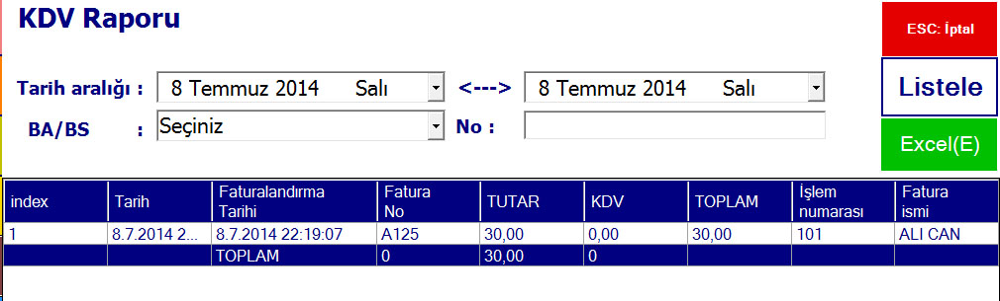 KDV Raporu
ESC: İptal
Tarih aralığı : 8 Temmuz 2014 Salı <---> 8 Temmuz 2014 Salı
Listele
BA/BS : Seçiniz No :
Excel(E)
index Tarih Faturalandırma Tarihi Fatura No TUTAR KDV TOPLAM İşlem numarası Fatura ismi
1 8.7.2014 2... 8.7.2014 22:19:07 A125 30,00 0,00 30,00 101 ALI CAN
TOPLAM 0 30,00 0